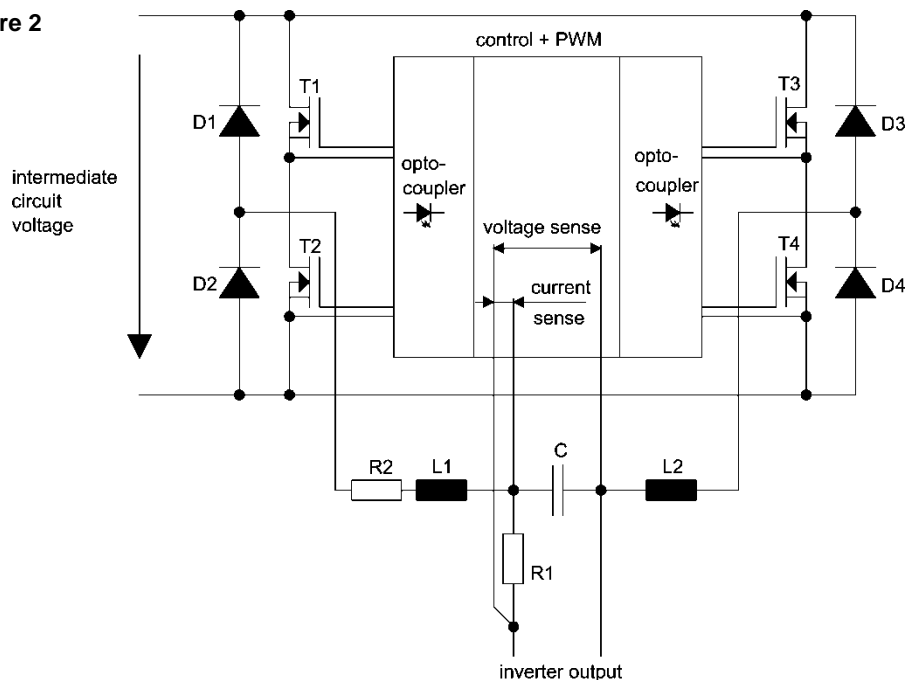 re 2
control + PWM
T1
T3
D1
D3
opto-
coupler
opto-
coupler
intermediate
circuit
voltage
voltage sense
T2
T4
D2
D4
current
sense
R2
L1
C
L2
R1
inverter output